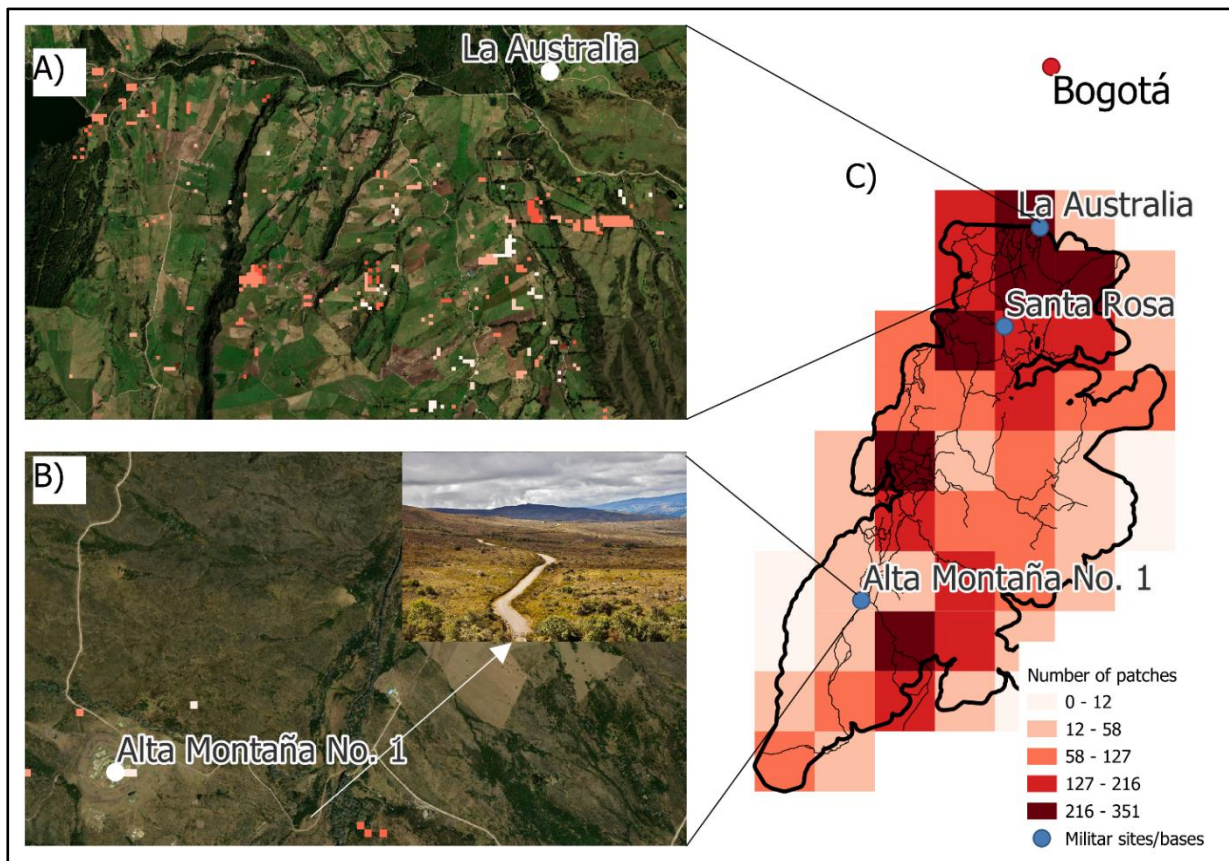 A)
La Australia
B)
Alta Montaña No. 1
Bogotá
C)
La Australia
Santa Rosa
Alta Montaña No. 1
Number of patches
0 - 12
12 - 58
58 - 127
127 - 216
216 - 351
Militar sites/bases